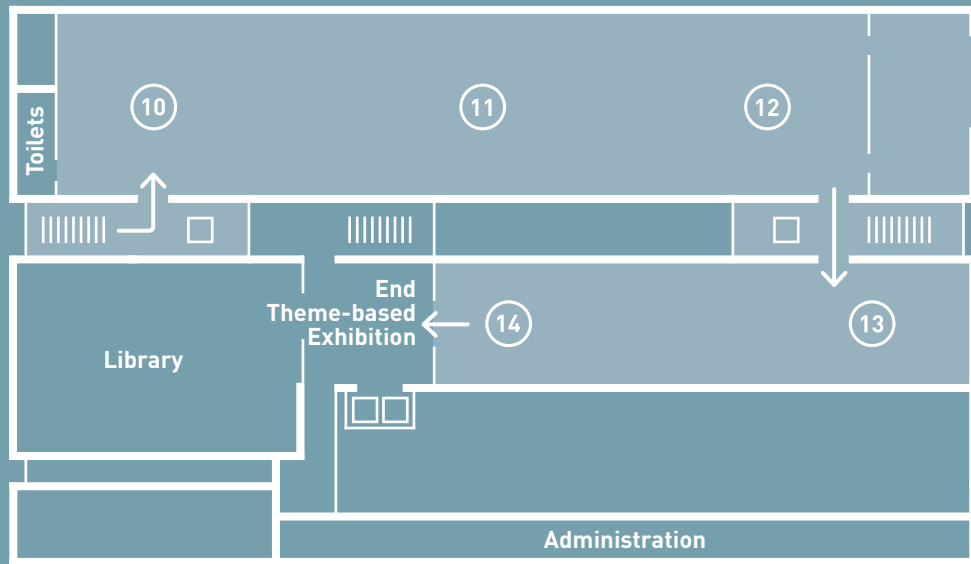 10
11
12
Toilets
End
Theme-based
Exhibition
14
13
Library
Administration